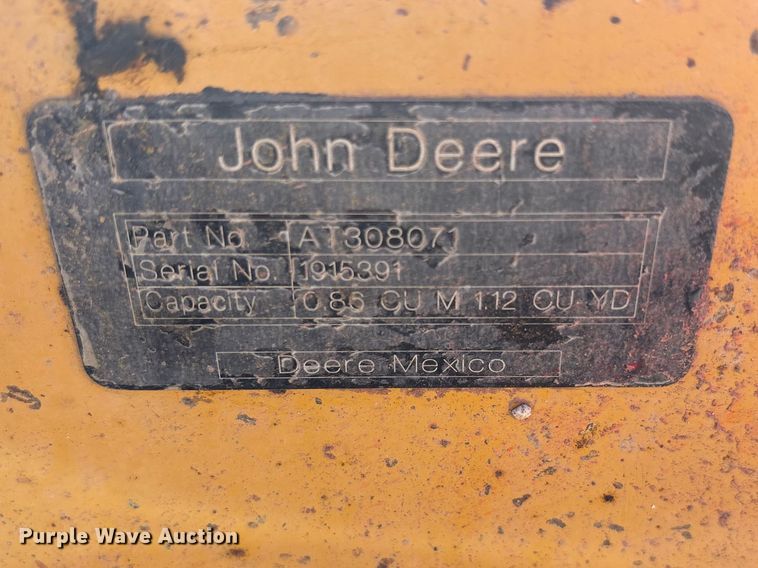 John Deere
Part No. AT308071
Serial No. 1915391
Capacity 0.86 CU M 1.12 CU YD
Deere Mexico
Purple Wave Auction